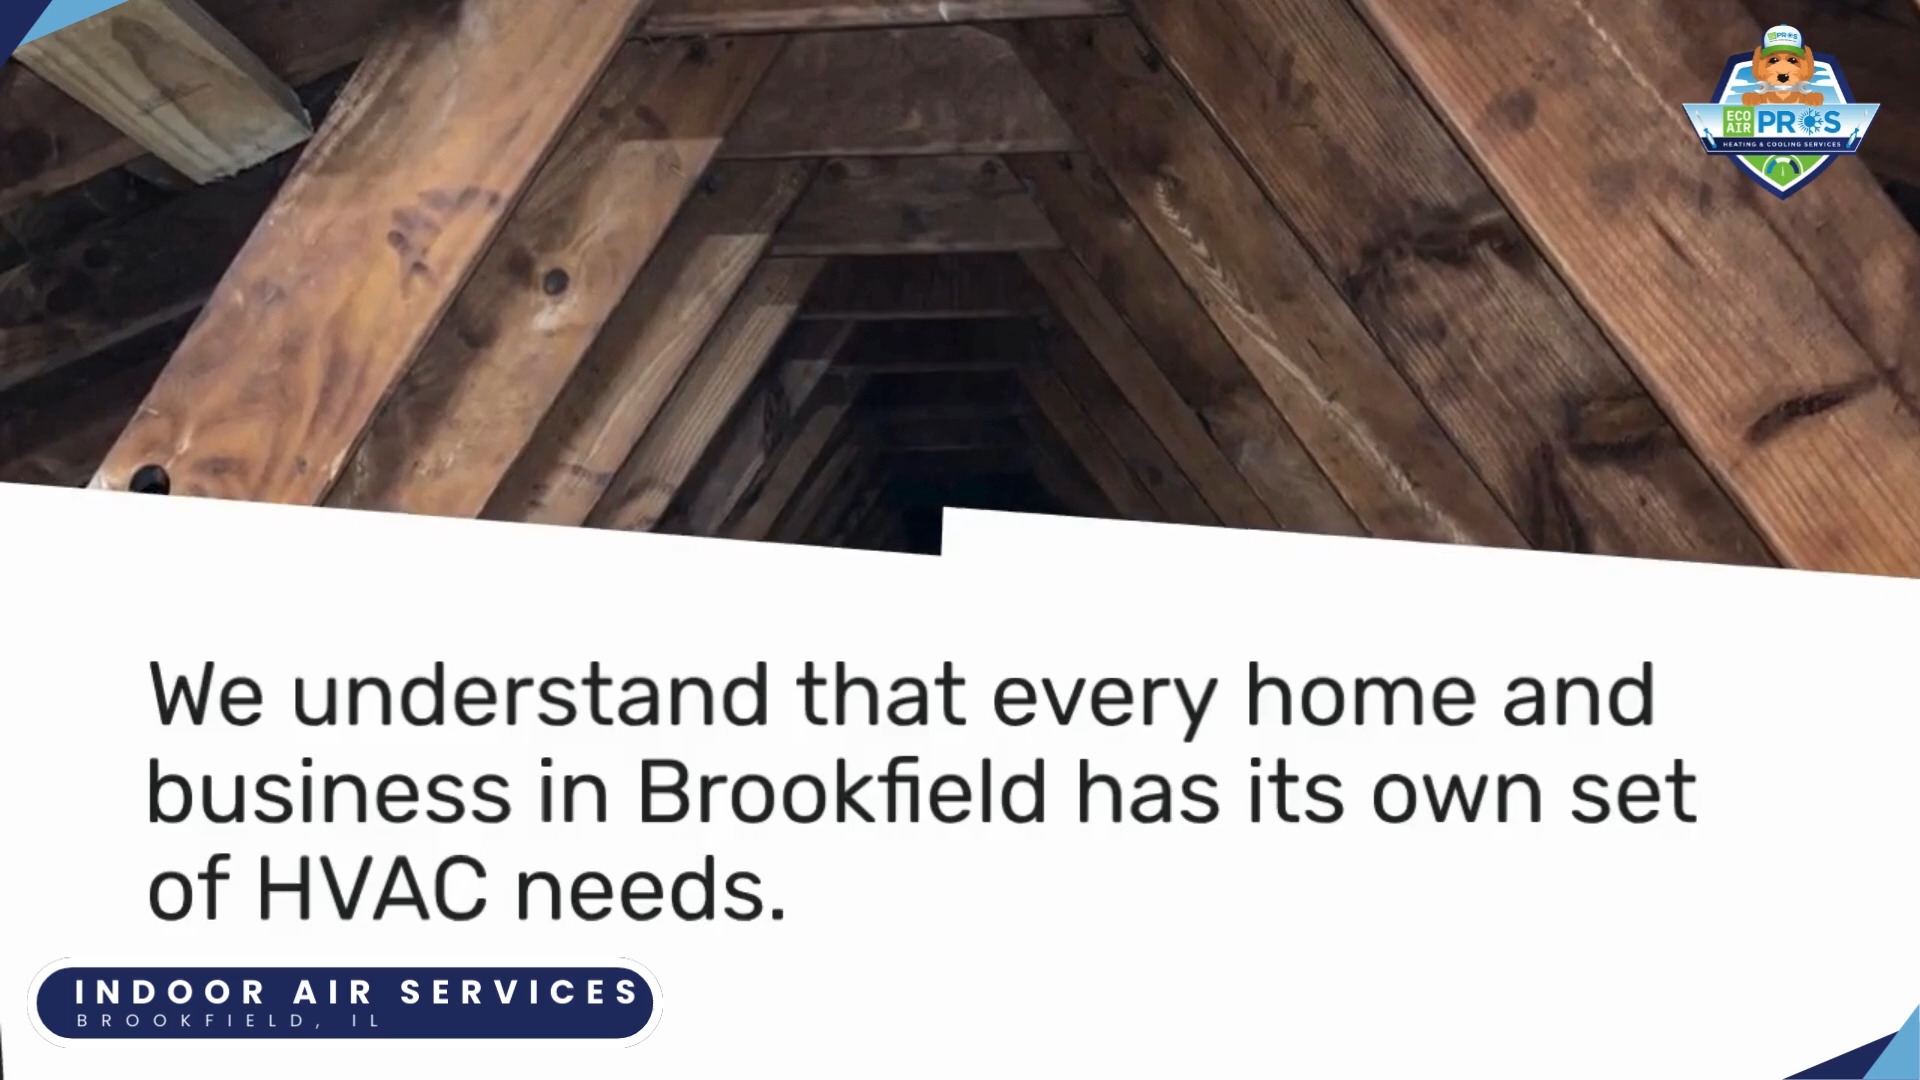 PROS
ECO
AIR
PROS
HEATING & COOLING SERVICES
We understand that every home and
business in Brookfield has its own set
of HVAC needs.
INDOOR AIR SERVICES
BROOKFIELD, IL